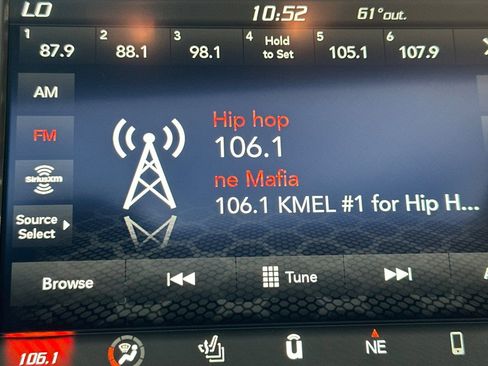 LO 10:52 61°out.
1 87.9 2 88.1 3 98.1 4 Hold to Set 5 105.1 6 107.9
AM
FM
SiriusXM
Source Select
Hip hop
106.1
ne Mafia
106.1 KMEL #1 for Hip H...
Browse Tune
106.1 NE